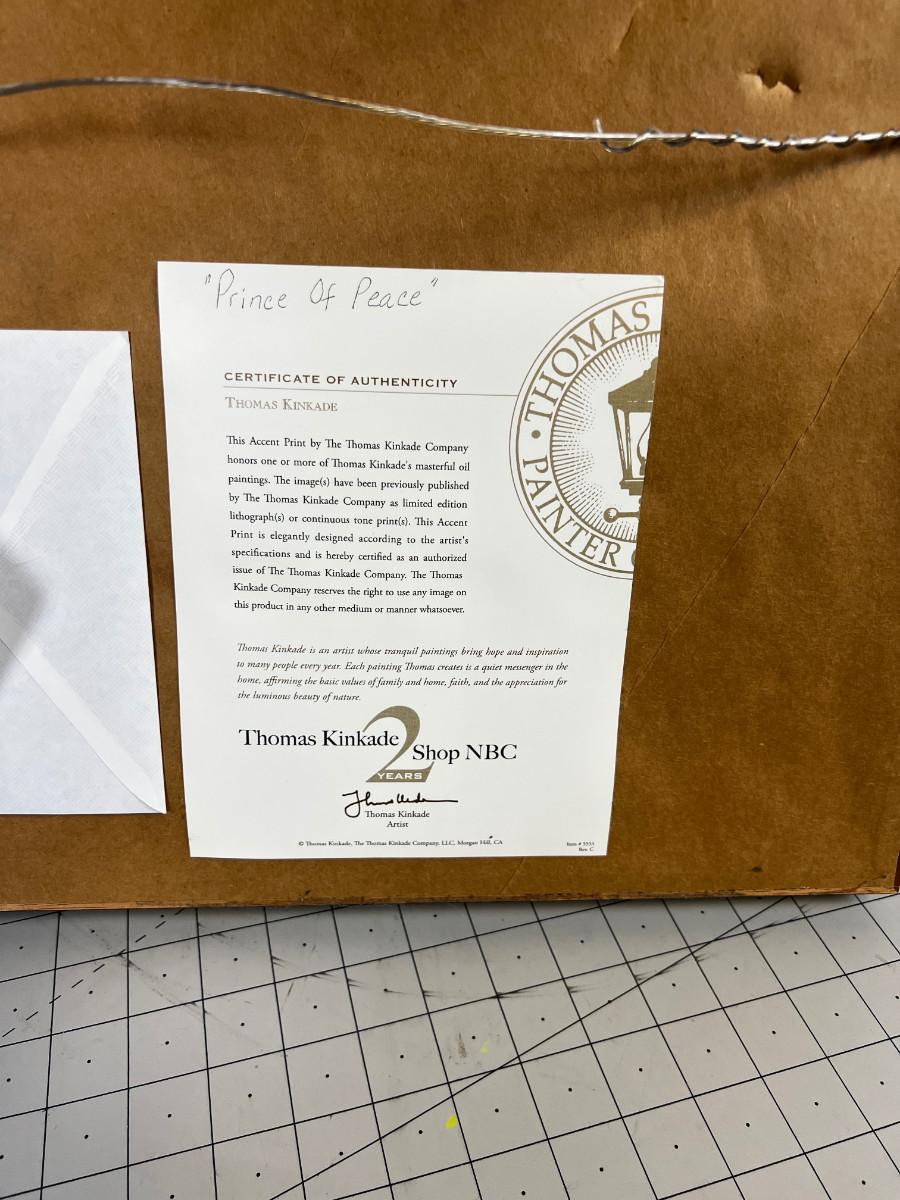 "Prince Of Peace"
CERTIFICATE OF AUTHENTICITY
THOMAS KINKADE
This Accent Print by The Thomas Kinkade Company
honors one or more of Thomas Kinkade's masterful oil
paintings. The image(s) have been previously published
by The Thomas Kinkade Company as limited edition
lithograph(s) or continuous tone print(s). This Accent
Print is elegantly designed according to the artist's
specifications and is hereby certified as an authorized
issue of The Thomas Kinkade Company. The Thomas
Kinkade Company reserves the right to use any image on
this product in any other medium or manner whatsoever.
THOMAS
PAINTER
Thomas Kinkade is an artist whose tranquil paintings bring hope and inspiration
to many people every year. Each painting Thomas creates is a quiet messenger in the
home, affirming the basic values of family and home, faith, and the appreciation for
the luminous beauty of nature.
Thomas Kinkade 2 Shop NBC
YEARS
Thomas Kinkade
Artist
© Thomas Kinkade, The Thomas Kinkade Company, LLC, Morgan Hill, CA
Item #
Rev. C